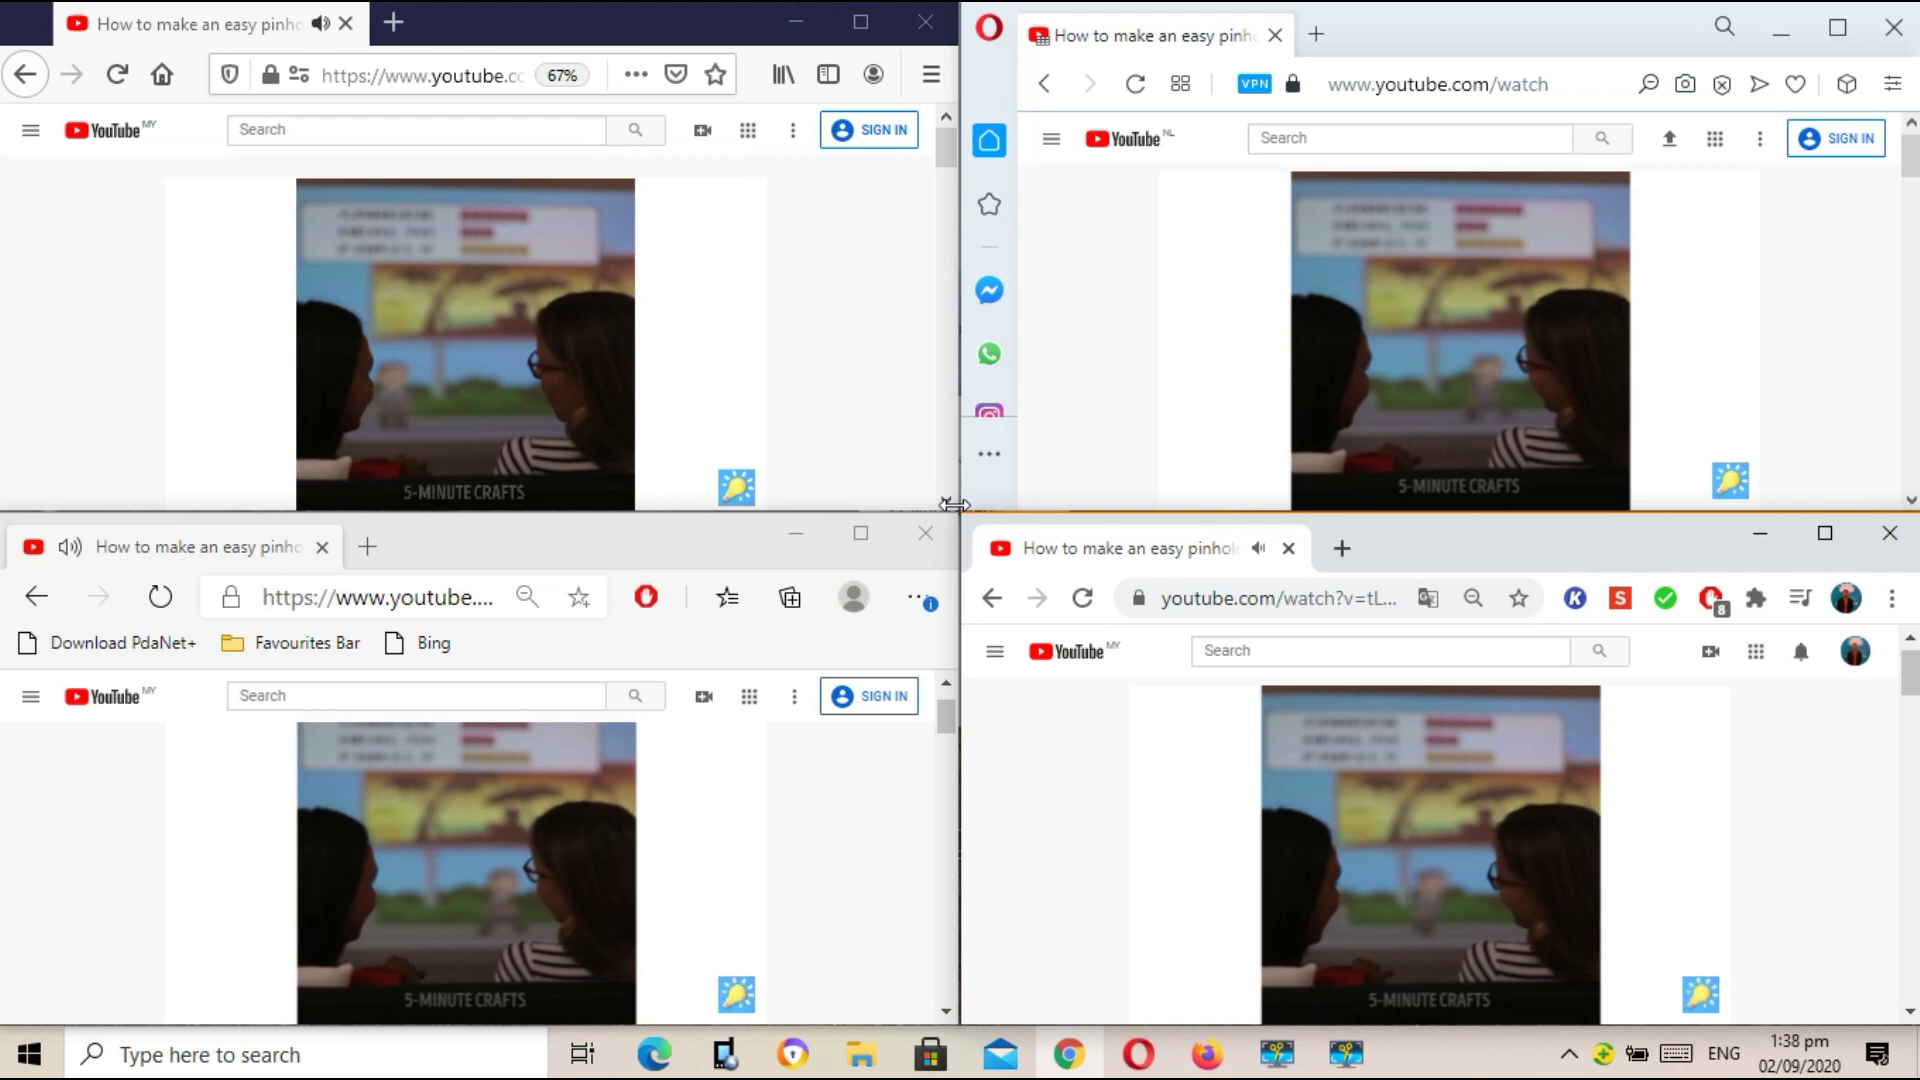 How to make an easy pinho
https://www.youtube.co
67%
YouTube MY
Search
SIGN IN
5-MINUTE CRAFTS
How to make an easy pinh
VPN
www.youtube.com/watch
YouTube NL
Search
SIGN IN
5-MINUTE CRAFTS
How to make an easy pinho
https://www.youtube....
Download PdaNet+
Favourites Bar
Bing
YouTube MY
Search
SIGN IN
5-MINUTE CRAFTS
How to make an easy pinhol
youtube.com/watch?v=tL...
K
S
8
YouTube MY
Search
5-MINUTE CRAFTS
Type here to search
ENG
1:38 pm
02/09/2020